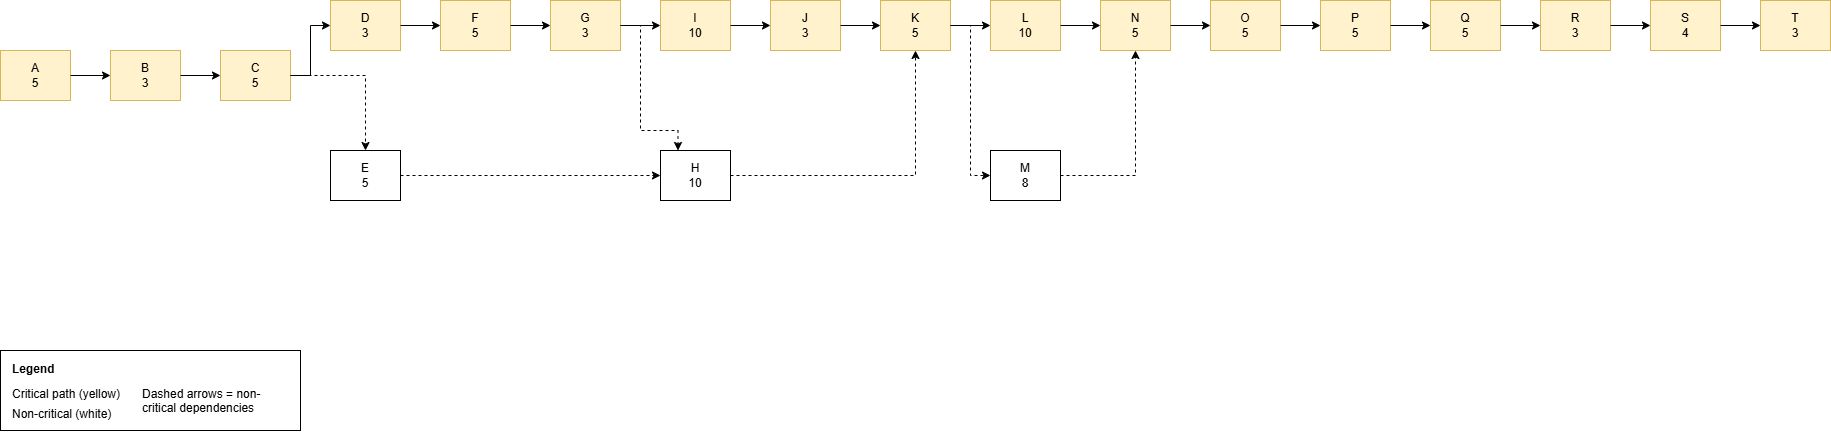 D
3
F
5
G
3
I
10
J
3
K
5
L
10
N
5
O
5
P
5
Q
5
R
3
S
4
T
3
A
5
B
3
C
5
E
5
H
10
M
8
Legend
Critical path (yellow)
Non-critical (white)
Dashed arrows = non-
critical dependencies